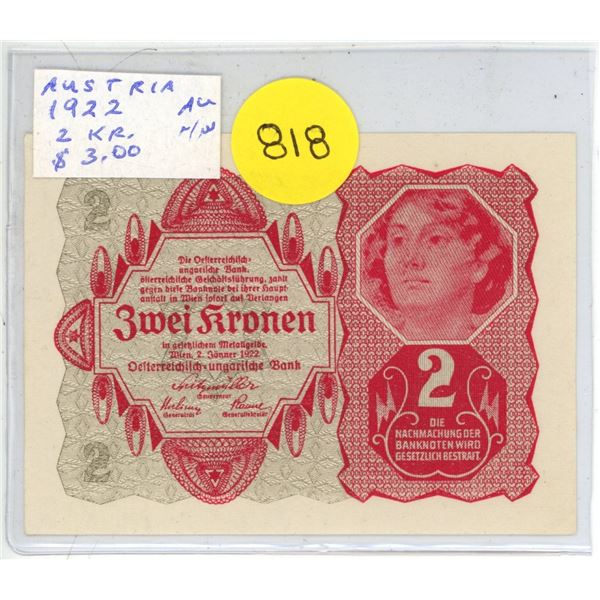 AUSTRIA
1922 AU
2 KR.
$ 3.00
818
2
Die Oesterreichisch-
ungarische Bank,
österreichische Geschäftsführung, zahlt
gegen diese Banknote bei ihrer Haupt-
anstalt in Wien sofort auf Verlangen
Zwei Kronen
in gesetzlichem Metallgelde.
Wien, 2. Jänner 1922
Oesterreichisch-ungarische Bank
Gouverneur
Generalrat Generalsekretär
2
2
DIE
NACHMACHUNG DER
BANKNOTEN WIRD
GESETZLICH BESTRAFT.